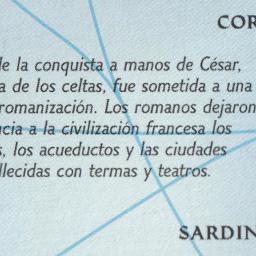 COR
de la conquista a manos de César,
a de los celtas, fue sometida a una
romanización. Los romanos dejaron
ucia a la civilización francesa los
s, los acueductos y las ciudades
llecidas con termas y teatros.
SARDIN